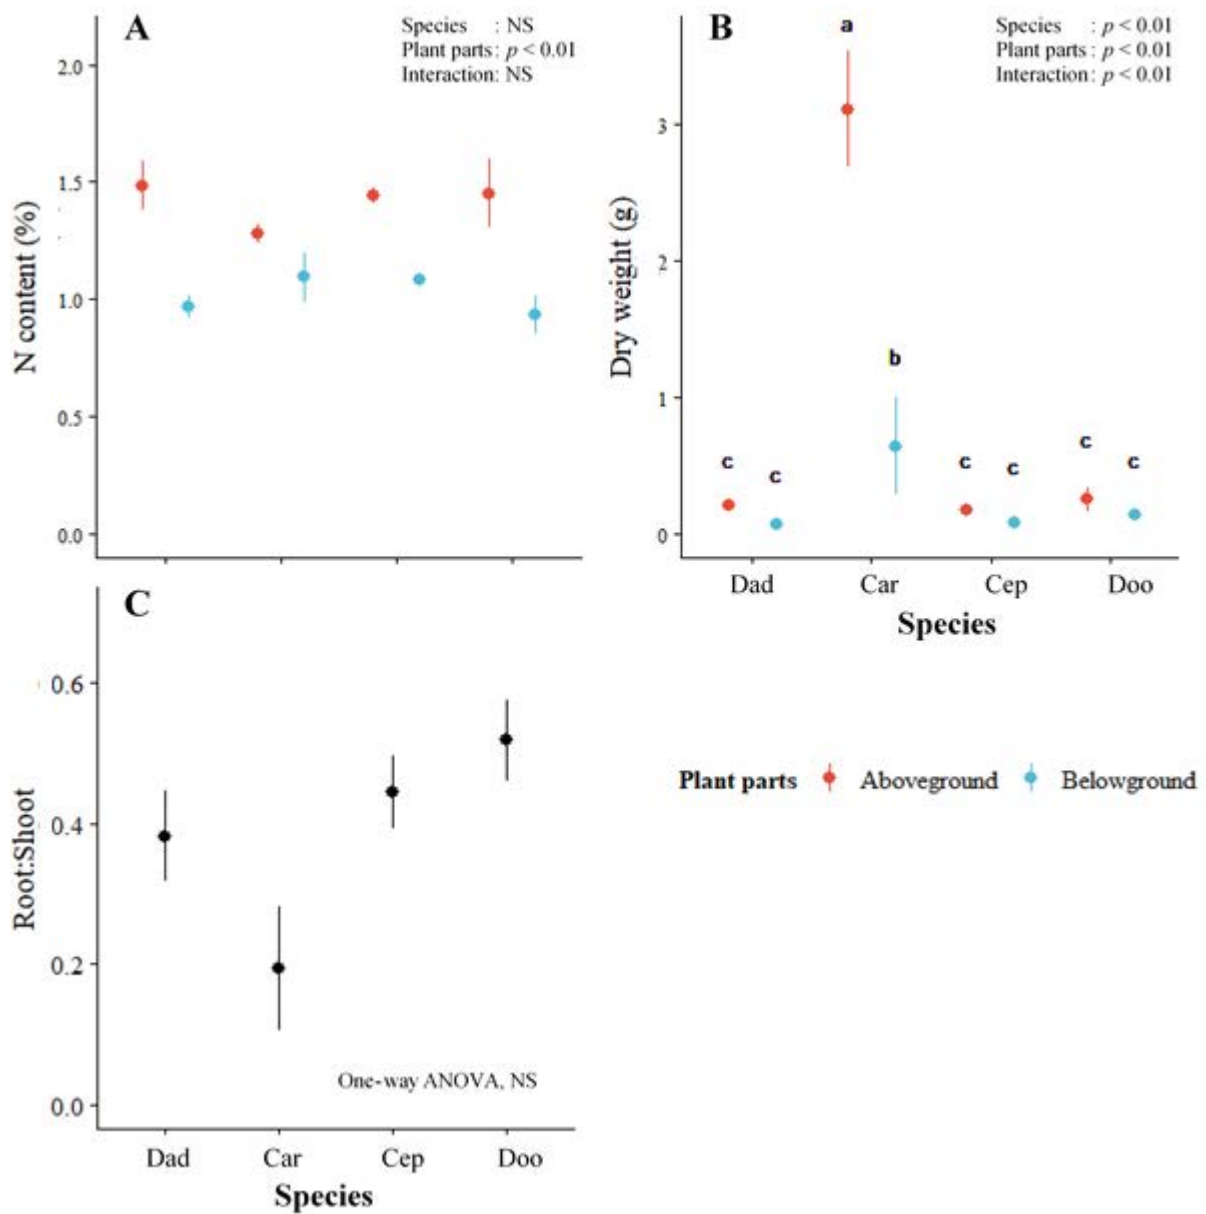 A
Species : NS
Plant parts : p < 0.01
Interaction: NS
2.0
1.5
1.0
0.5
0.0
N content (%)
B
Species : p < 0.01
Plant parts : p < 0.01
Interaction : p < 0.01
3
2
1
0
Dry weight (g)
a
b
c c c c c c
Dad Car Cep Doo
Species
C
0.6
0.4
0.2
0.0
Root:Shoot
One-way ANOVA, NS
Dad Car Cep Doo
Species
Plant parts Aboveground Belowground